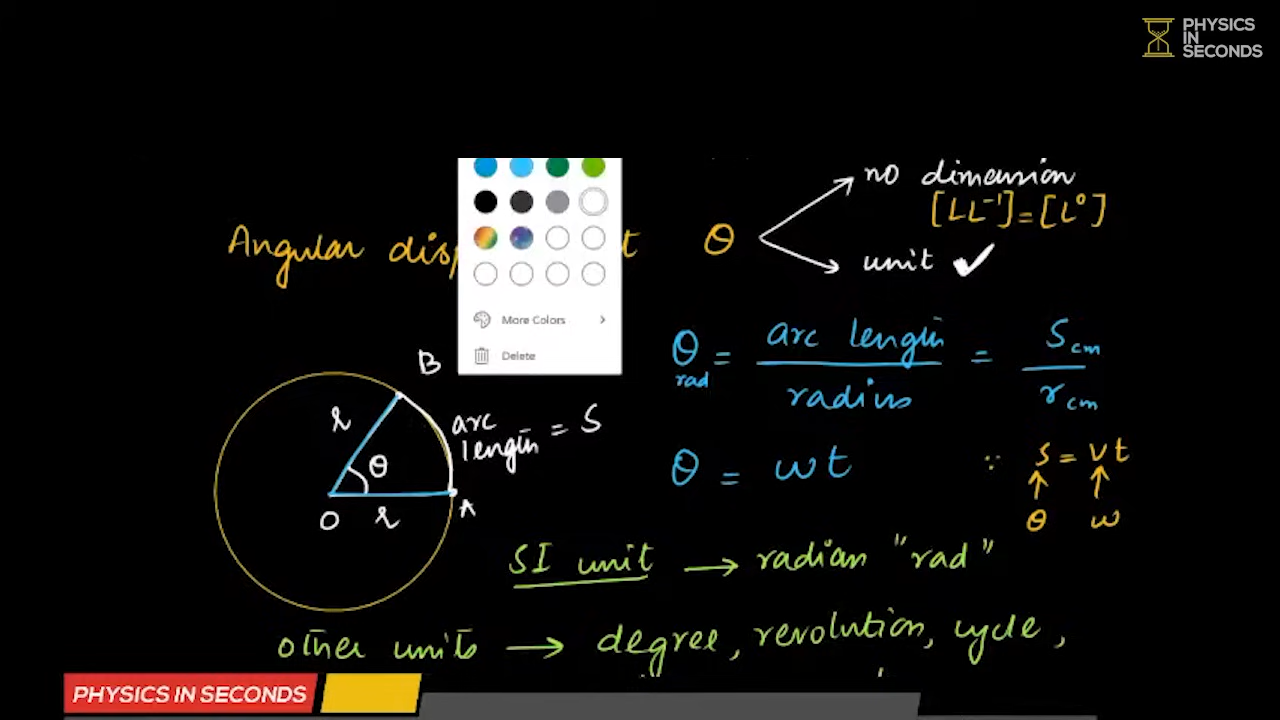 PHYSICS
IN
SECONDS
no dimension
[LL⁻¹] = [L⁰]
Angular disp t θ
unit ✓
More Colors
Delete
θ rad = arc length / radius = S cm / r cm
B
r
arc length = S
θ
O r A
θ = ωt ∵ s = vt
θ ω
SI unit → radian "rad"
other units → degree, revolution, cycle,
PHYSICS IN SECONDS